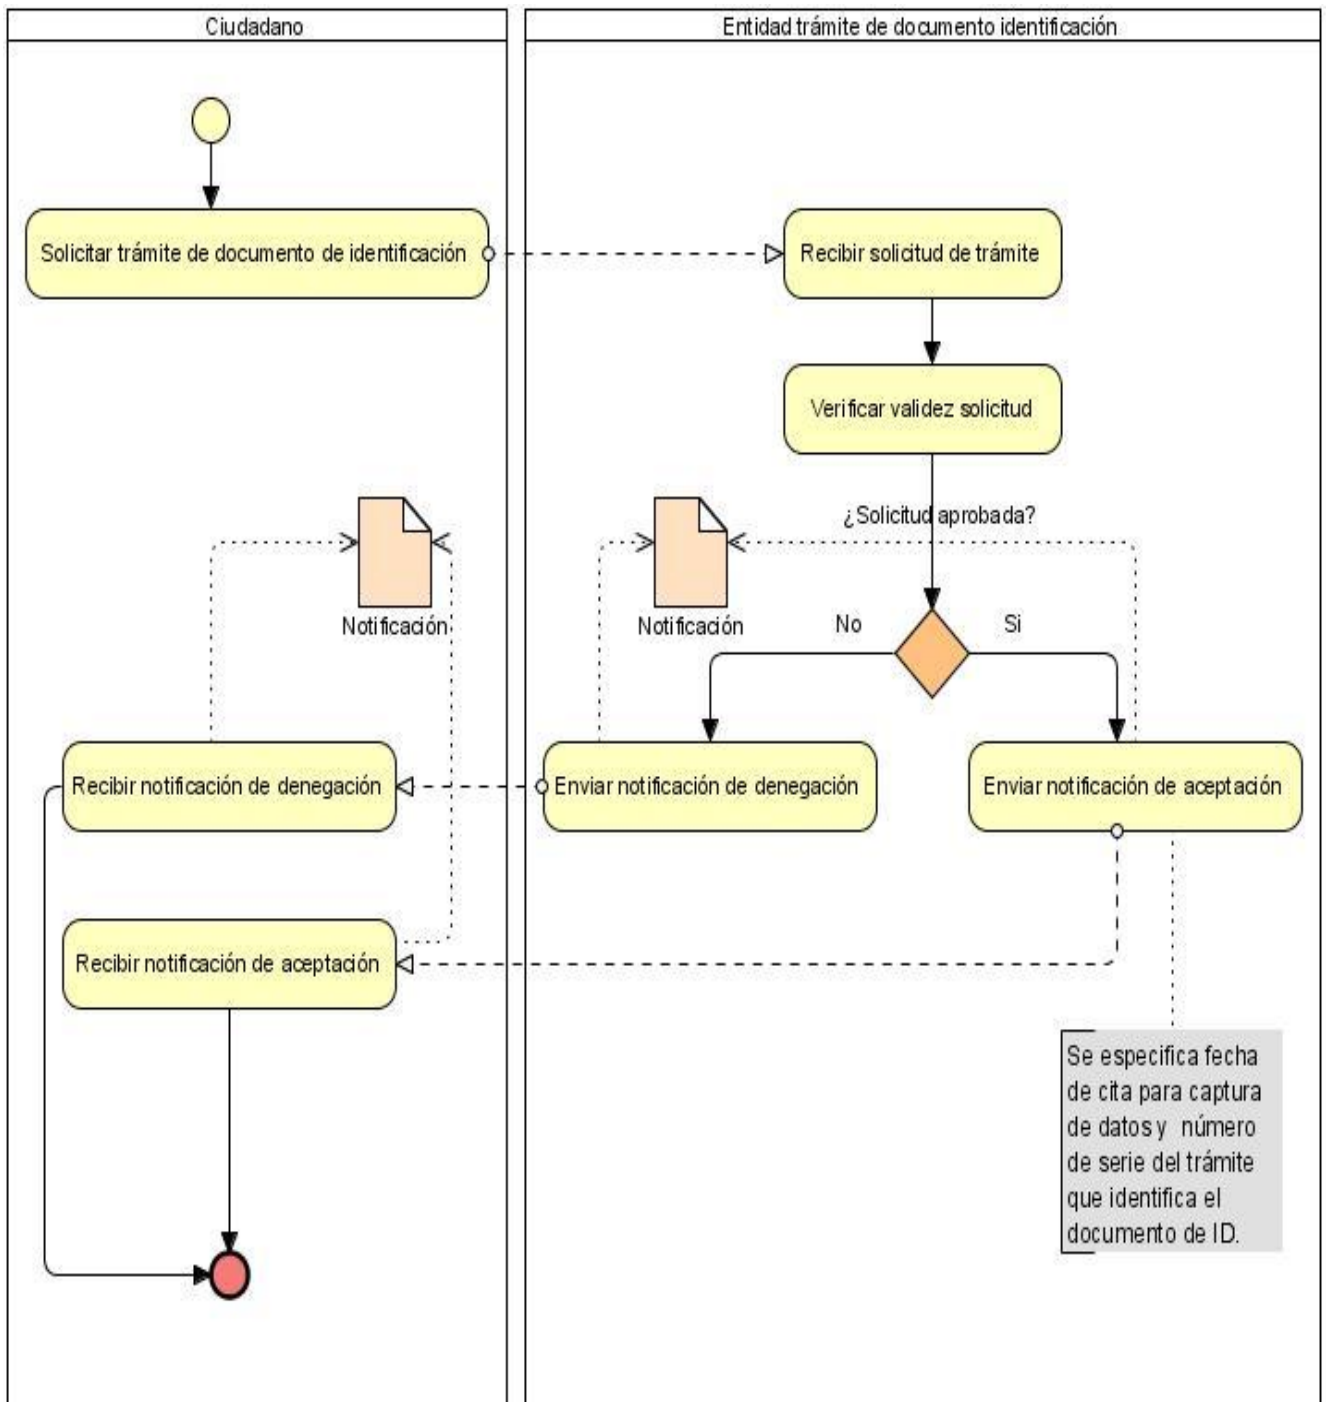 Ciudadano
Entidad trámite de documento identificación
Solicitar trámite de documento de identificación
Recibir solicitud de trámite
Verificar validez solicitud
¿Solicitud aprobada?
Notificación
Notificación
No
Si
Recibir notificación de denegación
Enviar notificación de denegación
Enviar notificación de aceptación
Recibir notificación de aceptación
Se especifica fecha
de cita para captura
de datos y número
de serie del trámite
que identifica el
documento de ID.